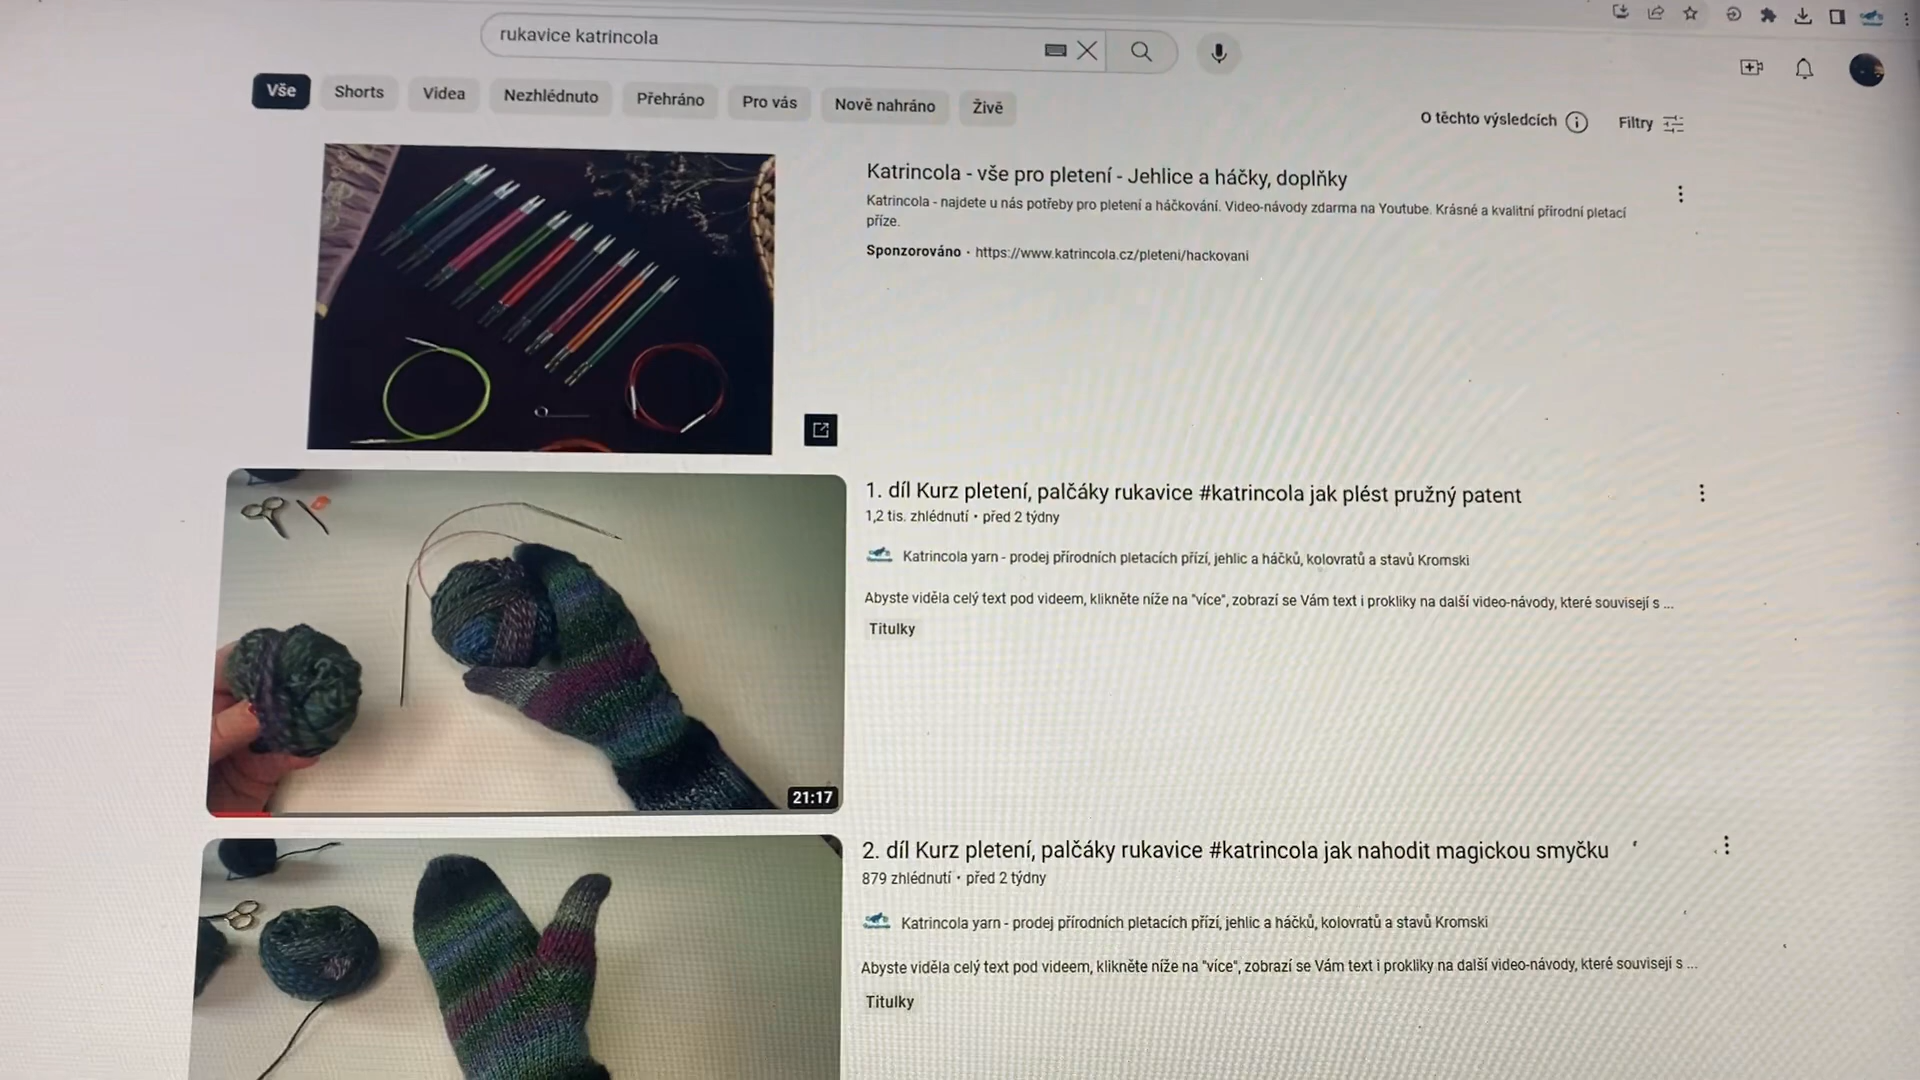 rukavice katrincola
Vše
Shorts
Videa
Nezhlédnuto
Přehráno
Pro vás
Nově nahráno
Živě
O těchto výsledcích
Filtry
Katrincola - vše pro pletení - Jehlice a háčky, doplňky
Katrincola - najdete u nás potřeby pro pletení a háčkování. Video-návody zdarma na Youtube. Krásné a kvalitní přírodní pletací
příze.
Sponzorováno · https://www.katrincola.cz/pleteni/hackovani
1. díl Kurz pletení, palčáky rukavice #katrincola jak plést pružný patent
1,2 tis. zhlédnutí • před 2 týdny
Katrincola yarn - prodej přírodních pletacích přízí, jehlic a háčků, kolovratů a stavů Kromski
Abyste viděla celý text pod videem, klikněte níže na "více", zobrazí se Vám text i prokliky na další video-návody, které souvisejí s ...
Titulky
21:17
2. díl Kurz pletení, palčáky rukavice #katrincola jak nahodit magickou smyčku
879 zhlédnutí • před 2 týdny
Katrincola yarn - prodej přírodních pletacích přízí, jehlic a háčků, kolovratů a stavů Kromski
Abyste viděla celý text pod videem, klikněte níže na "více", zobrazí se Vám text i prokliky na další video-návody, které souvisejí s ...
Titulky